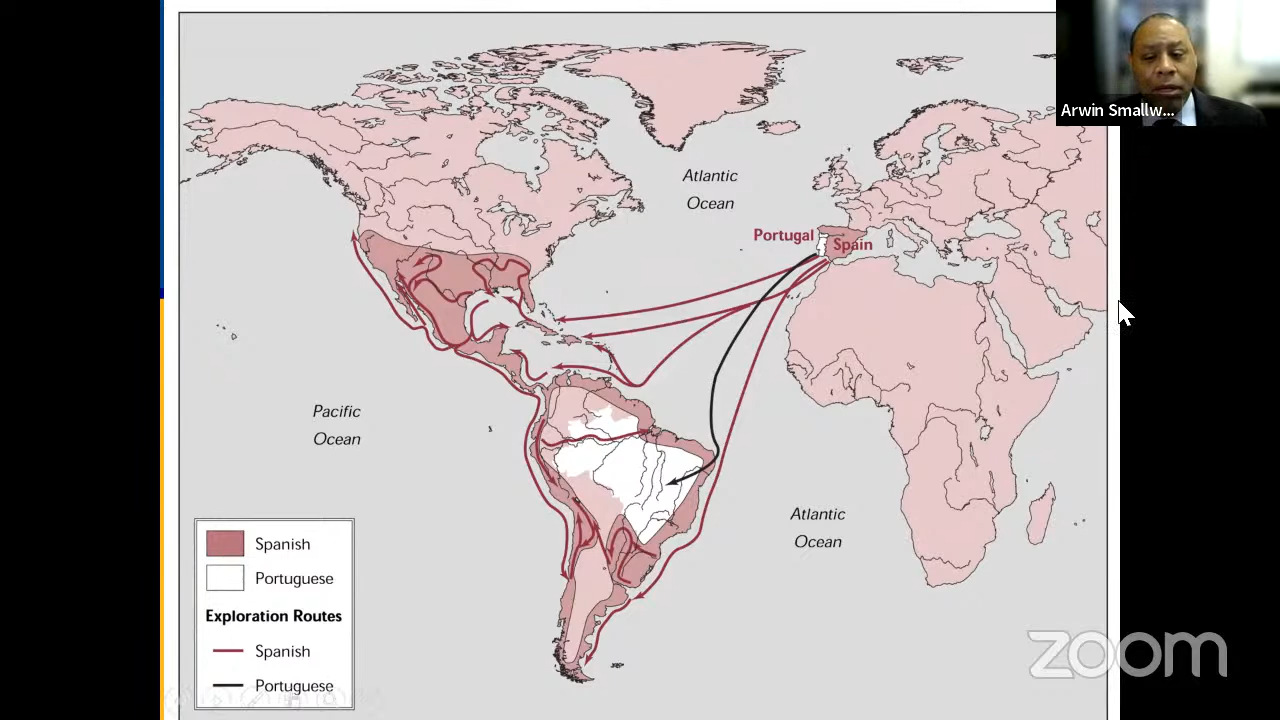 Arwin Smallw...
Atlantic
Ocean
Portugal
Spain
Pacific
Ocean
Atlantic
Ocean
Spanish
Portuguese
Exploration Routes
Spanish
Portuguese
zoom